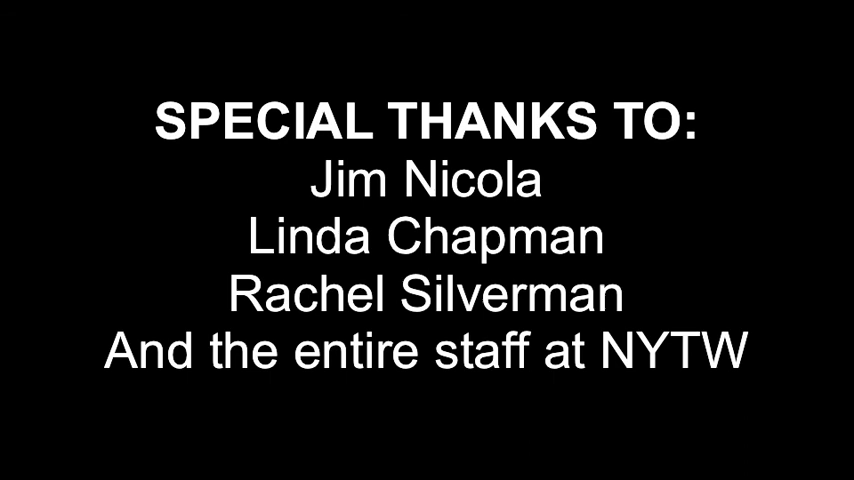 SPECIAL THANKS TO:
Jim Nicola
Linda Chapman
Rachel Silverman
And the entire staff at NYTW